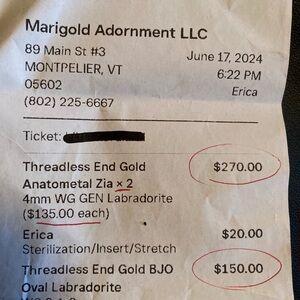 Marigold Adornment LLC
89 Main St #3
MONTPELIER, VT
05602
(802) 225-6667
June 17, 2024
6:22 PM
Erica
Ticket:
Threadless End Gold $270.00
Anatometal Zia x 2
4mm WG GEN Labradorite
($135.00 each)
Erica $20.00
Sterilization/Insert/Stretch
Threadless End Gold BJO $150.00
Oval Labradorite